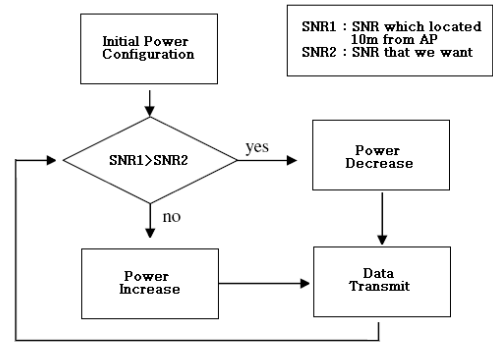 Initial Power
Configuration
SNR1 : SNR which located
10m from AP
SNR2 : SNR that we want
SNR1>SNR2
yes
Power
Decrease
no
Power
Increase
Data
Transmit